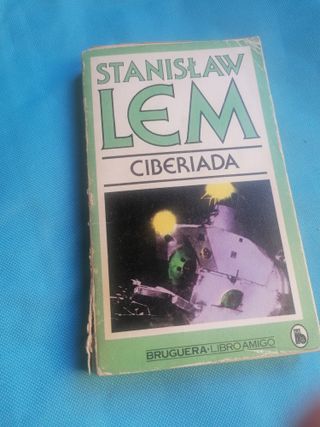 STANISŁAW
LEM
CIBERIADA
BRUGUERA·LIBRO AMIGO